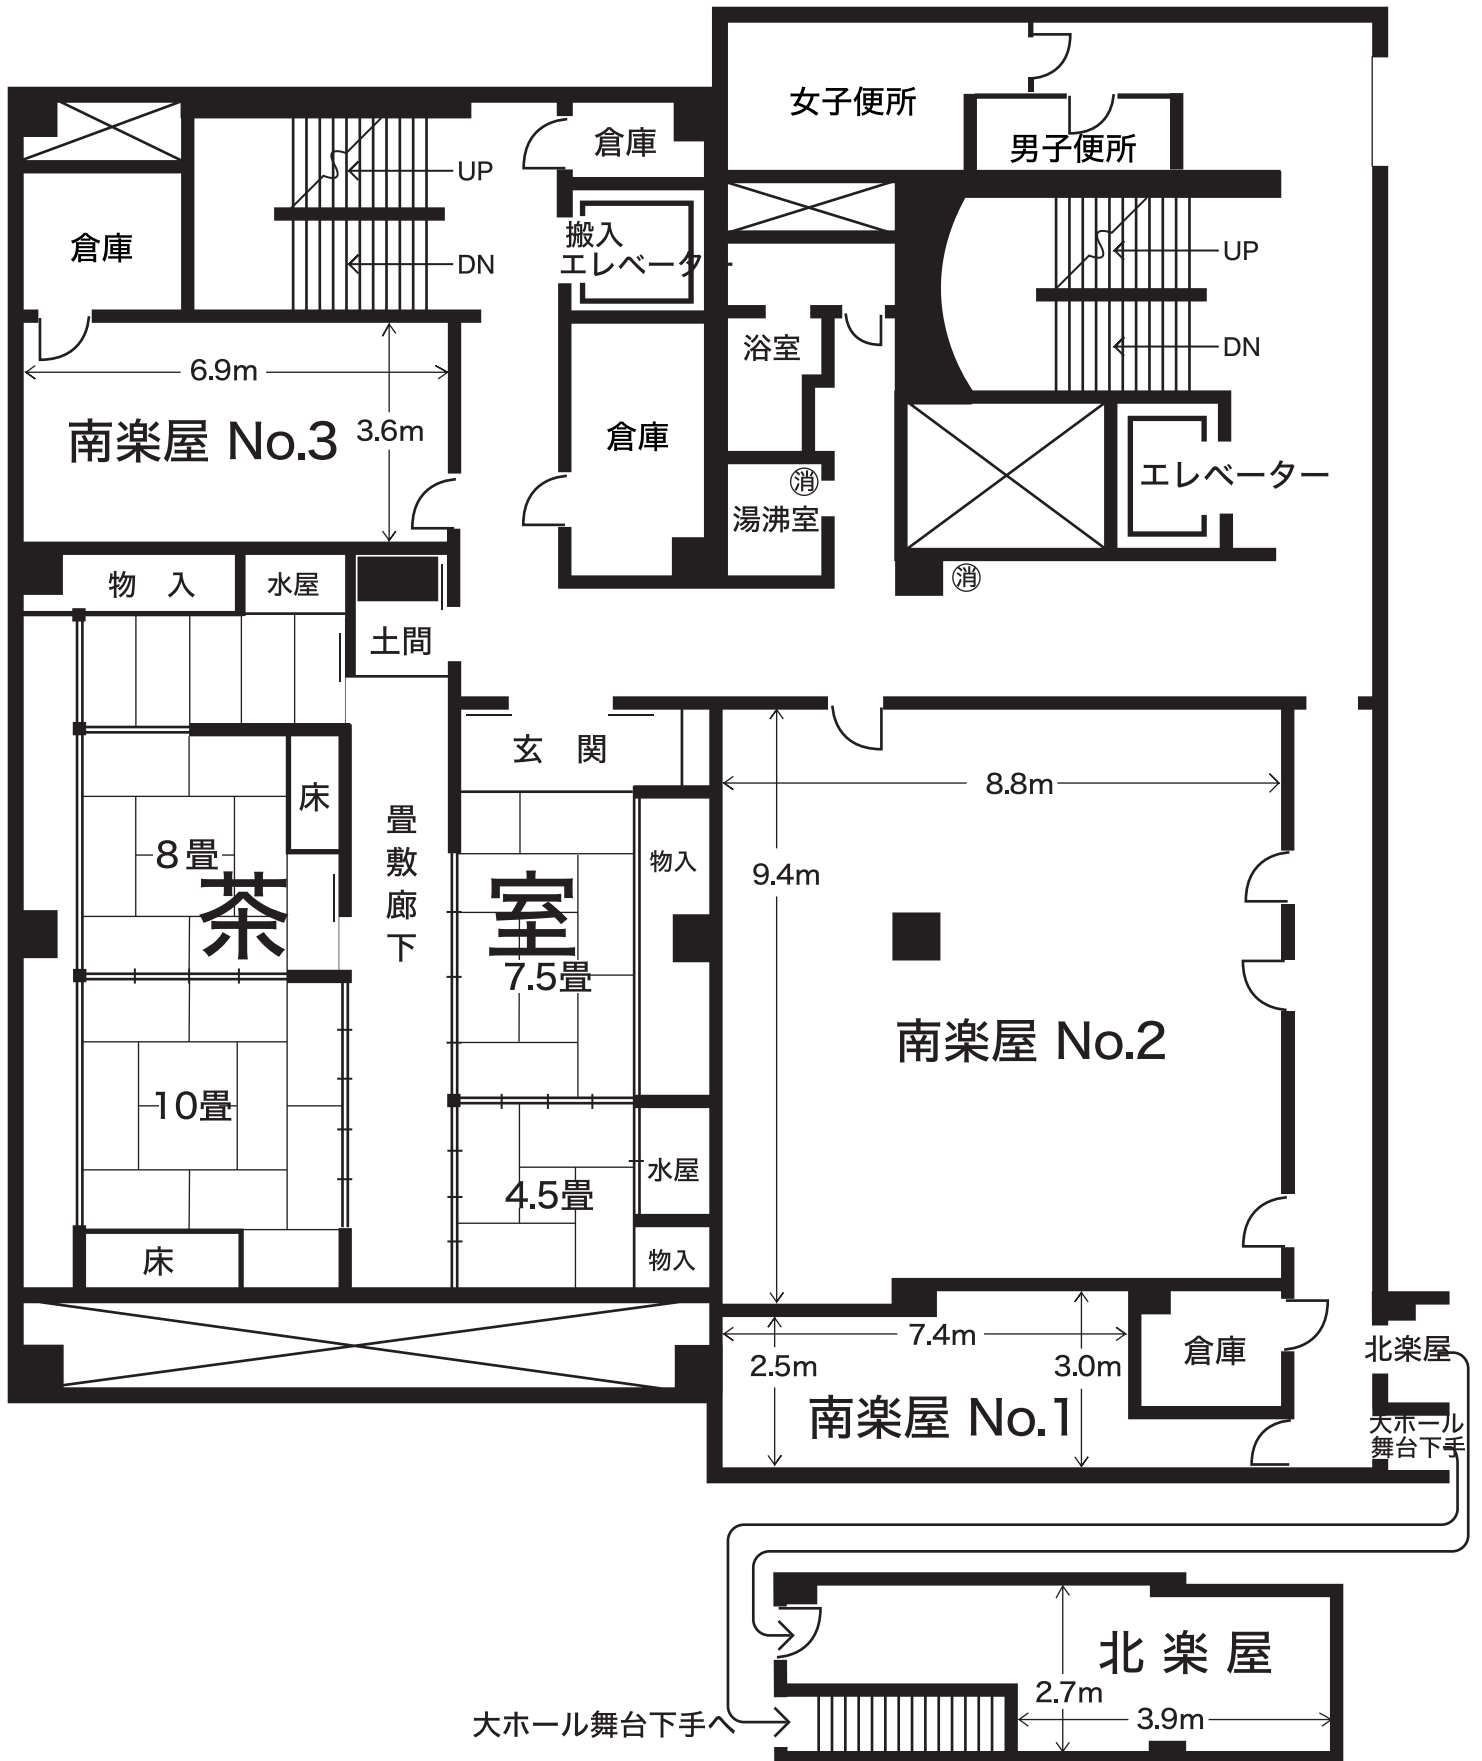 女子便所
男子便所
倉庫
UP
DN
搬入
エレベーター
倉庫
UP
DN
浴室
6.9m
3.6m
南楽屋 No.3
倉庫
エレベーター
消
湯沸室
消
物 入
水屋
土間
玄 関
床
8畳
畳敷廊下
物入
茶
室
7.5畳
8.8m
9.4m
南楽屋 No.2
10畳
4.5畳
水屋
床
物入
7.4m
2.5m
3.0m
倉庫
北楽屋
南楽屋 No.1
大ホール
舞台下手
北 楽 屋
2.7m
3.9m
大ホール舞台下手へ